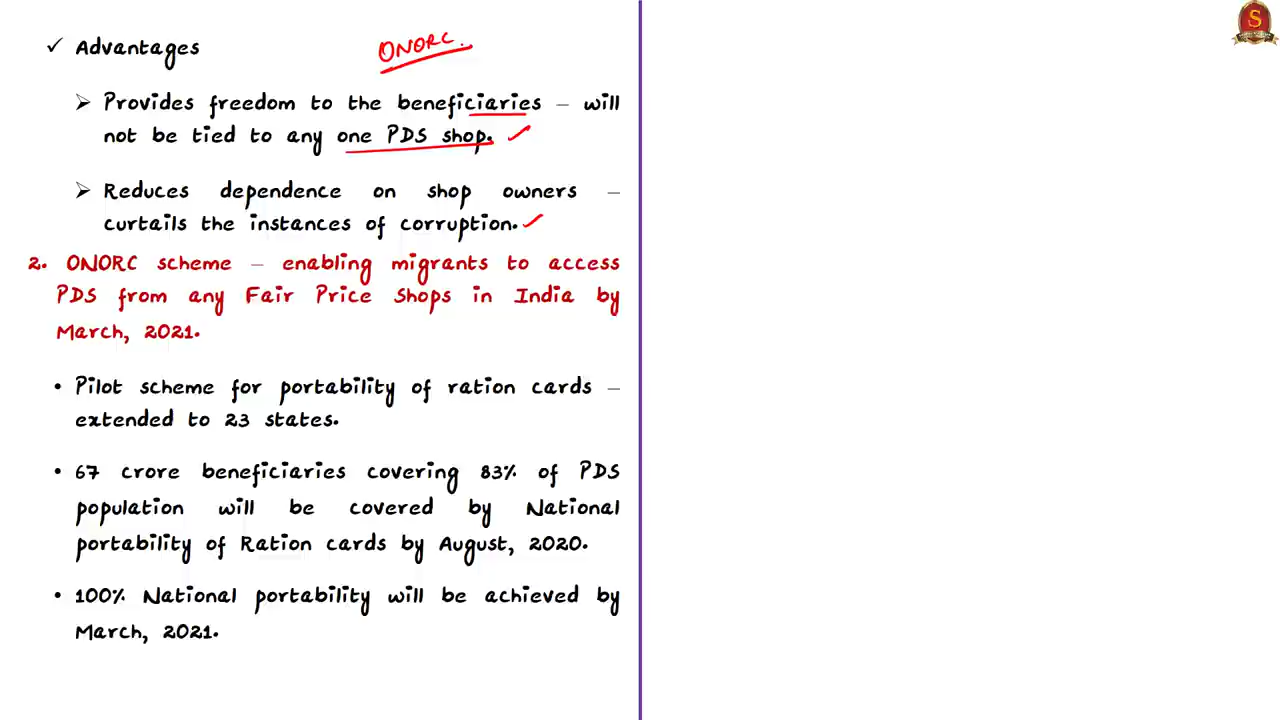 ✓ Advantages
ONORC.
➢ Provides freedom to the beneficiaries – will
not be tied to any one PDS shop.
➢ Reduces dependence on shop owners –
curtails the instances of corruption.
2. ONORC scheme – enabling migrants to access
PDS from any Fair Price Shops in India by
March, 2021.
• Pilot scheme for portability of ration cards –
extended to 23 states.
• 67 crore beneficiaries covering 83% of PDS
population will be covered by National
portability of Ration cards by August, 2020.
• 100% National portability will be achieved by
March, 2021.
S